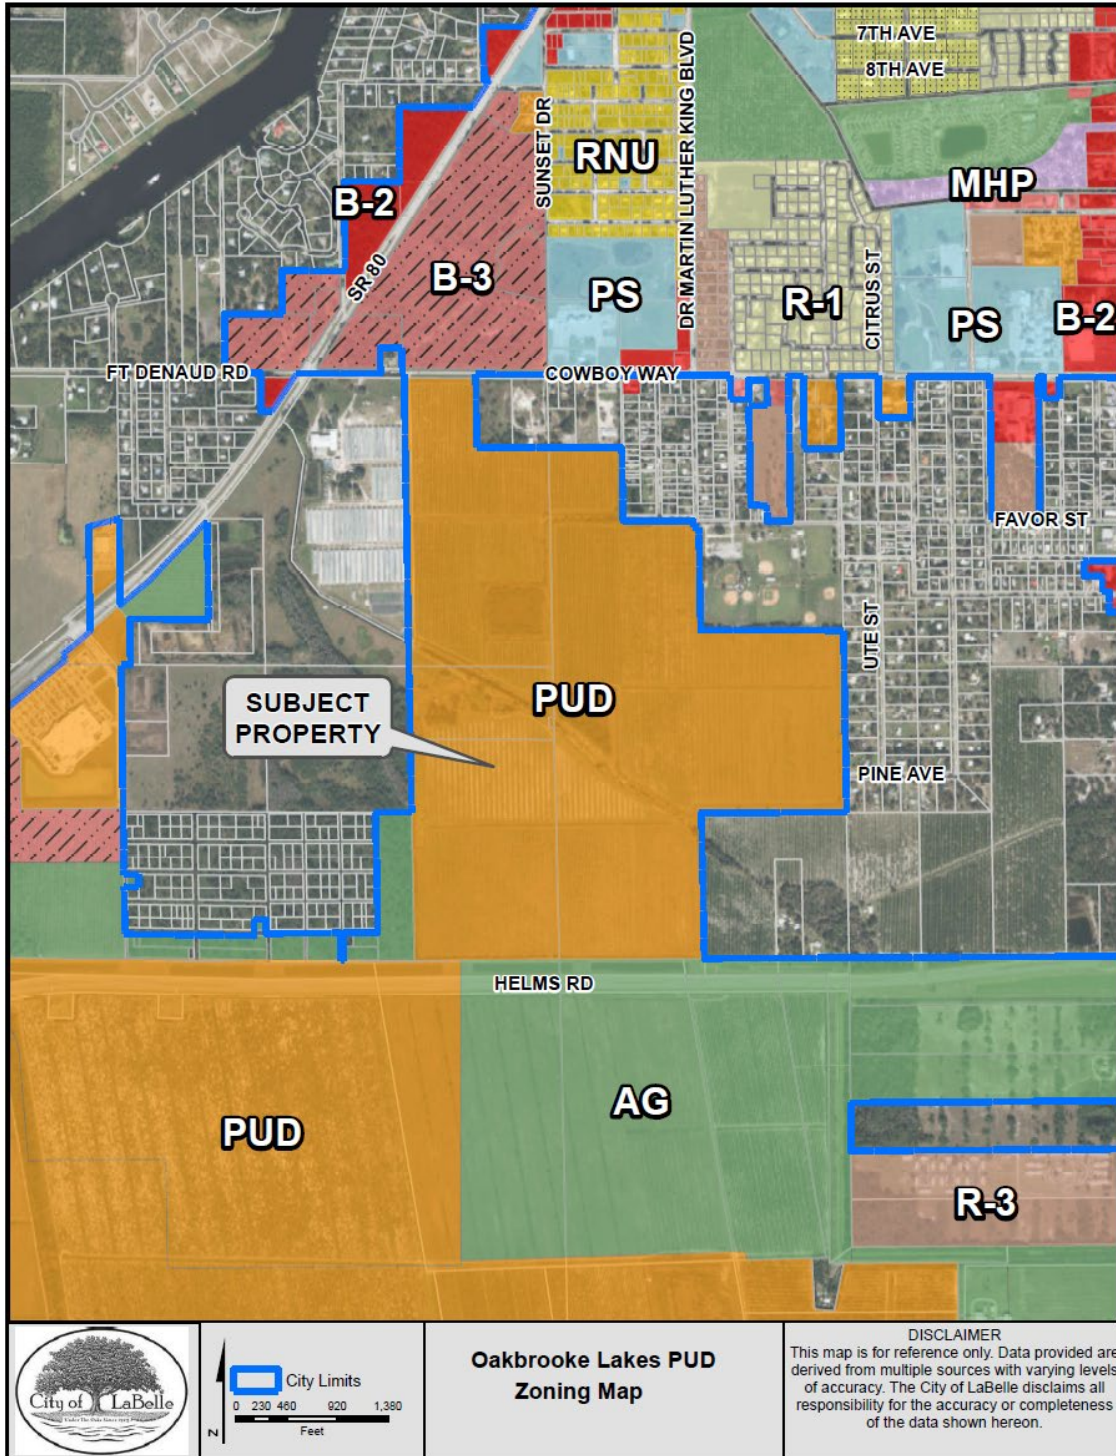 7TH AVE
8TH AVE
SUNSET DR
DR MARTIN LUTHER KING BLVD
RNU
MHP
B-2
SR 80
B-3
PS
R-1
CITRUS ST
PS
B-2
FT DENAUD RD
COWBOY WAY
FAVOR ST
UTE ST
SUBJECT
PROPERTY
PUD
PINE AVE
HELMS RD
PUD
AG
R-3
City of LaBelle
N
City Limits
0 230 460 920 1,380
Feet
Oakbrooke Lakes PUD
Zoning Map
DISCLAIMER
This map is for reference only. Data provided are
derived from multiple sources with varying levels
of accuracy. The City of LaBelle disclaims all
responsibility for the accuracy or completeness
of the data shown hereon.